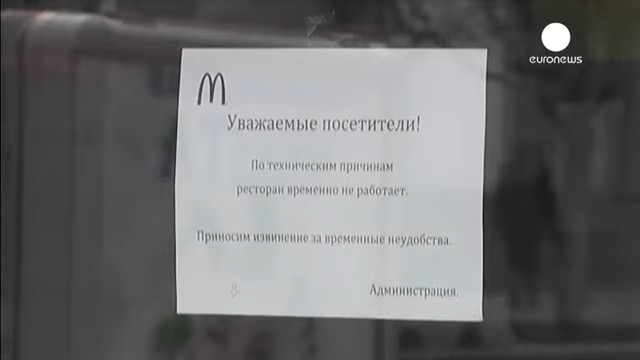 euronews
M
Уважаемые посетители!
По техническим причинам
ресторан временно не работает.
Приносим извинение за временные неудобства.
Администрация.